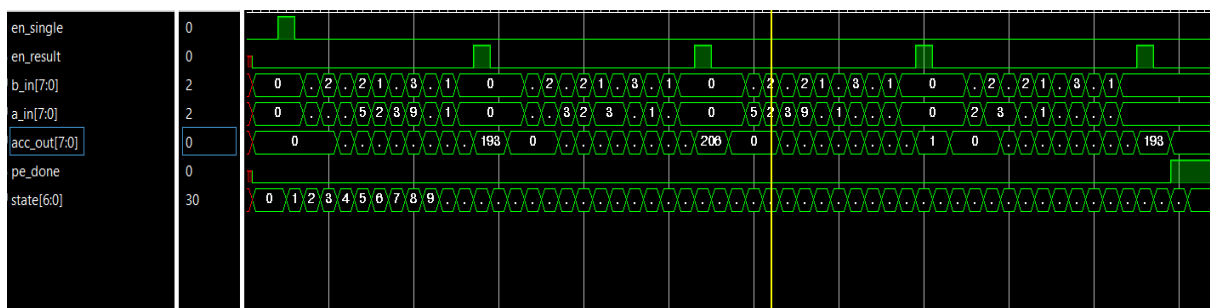 en_single 0
en_result 0
b_in[7:0] 2 0 . 2 . 2 1 . 3 . 1 0 . 2 . 2 1 . 3 . 1 0 . 2 . 2 1 . 3 . 1 0 . 2 . 2 1 . 3 . 1
a_in[7:0] 2 0 . . . 5 2 3 9 . 1 . . 0 . . 3 2 3 . 1 . . 0 5 2 3 9 . 1 . . . 0 2 3 . 1 . . . .
acc_out[7:0] 0 0 . . . . . . . . 193 0 . . . . . . . . 206 0 . . . . . . . . 1 0 . . . . . . . . 193
pe_done 0
state[6:0] 30 0 1 2 3 4 5 6 7 8 9 . . . . . . . . . . . . . . . . . . . . . . . . . . . . . . . . . . .